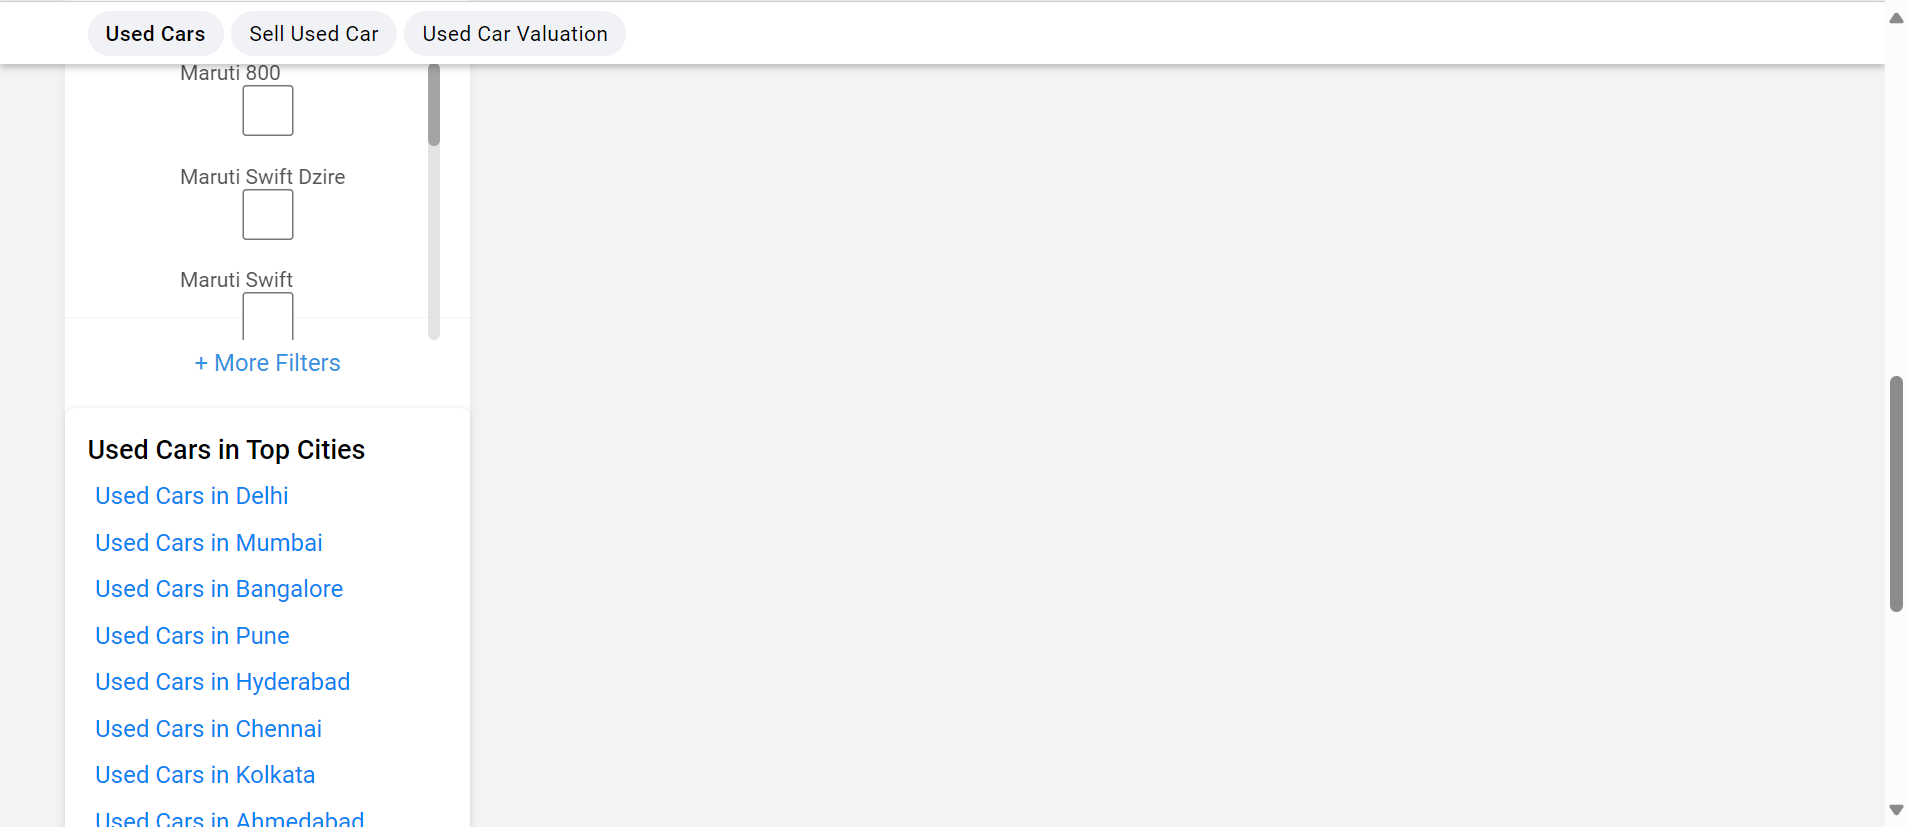 Used Cars
Sell Used Car
Used Car Valuation
Maruti 800
Maruti Swift Dzire
Maruti Swift
+ More Filters
Used Cars in Top Cities
Used Cars in Delhi
Used Cars in Mumbai
Used Cars in Bangalore
Used Cars in Pune
Used Cars in Hyderabad
Used Cars in Chennai
Used Cars in Kolkata
Used Cars in Ahmedabad